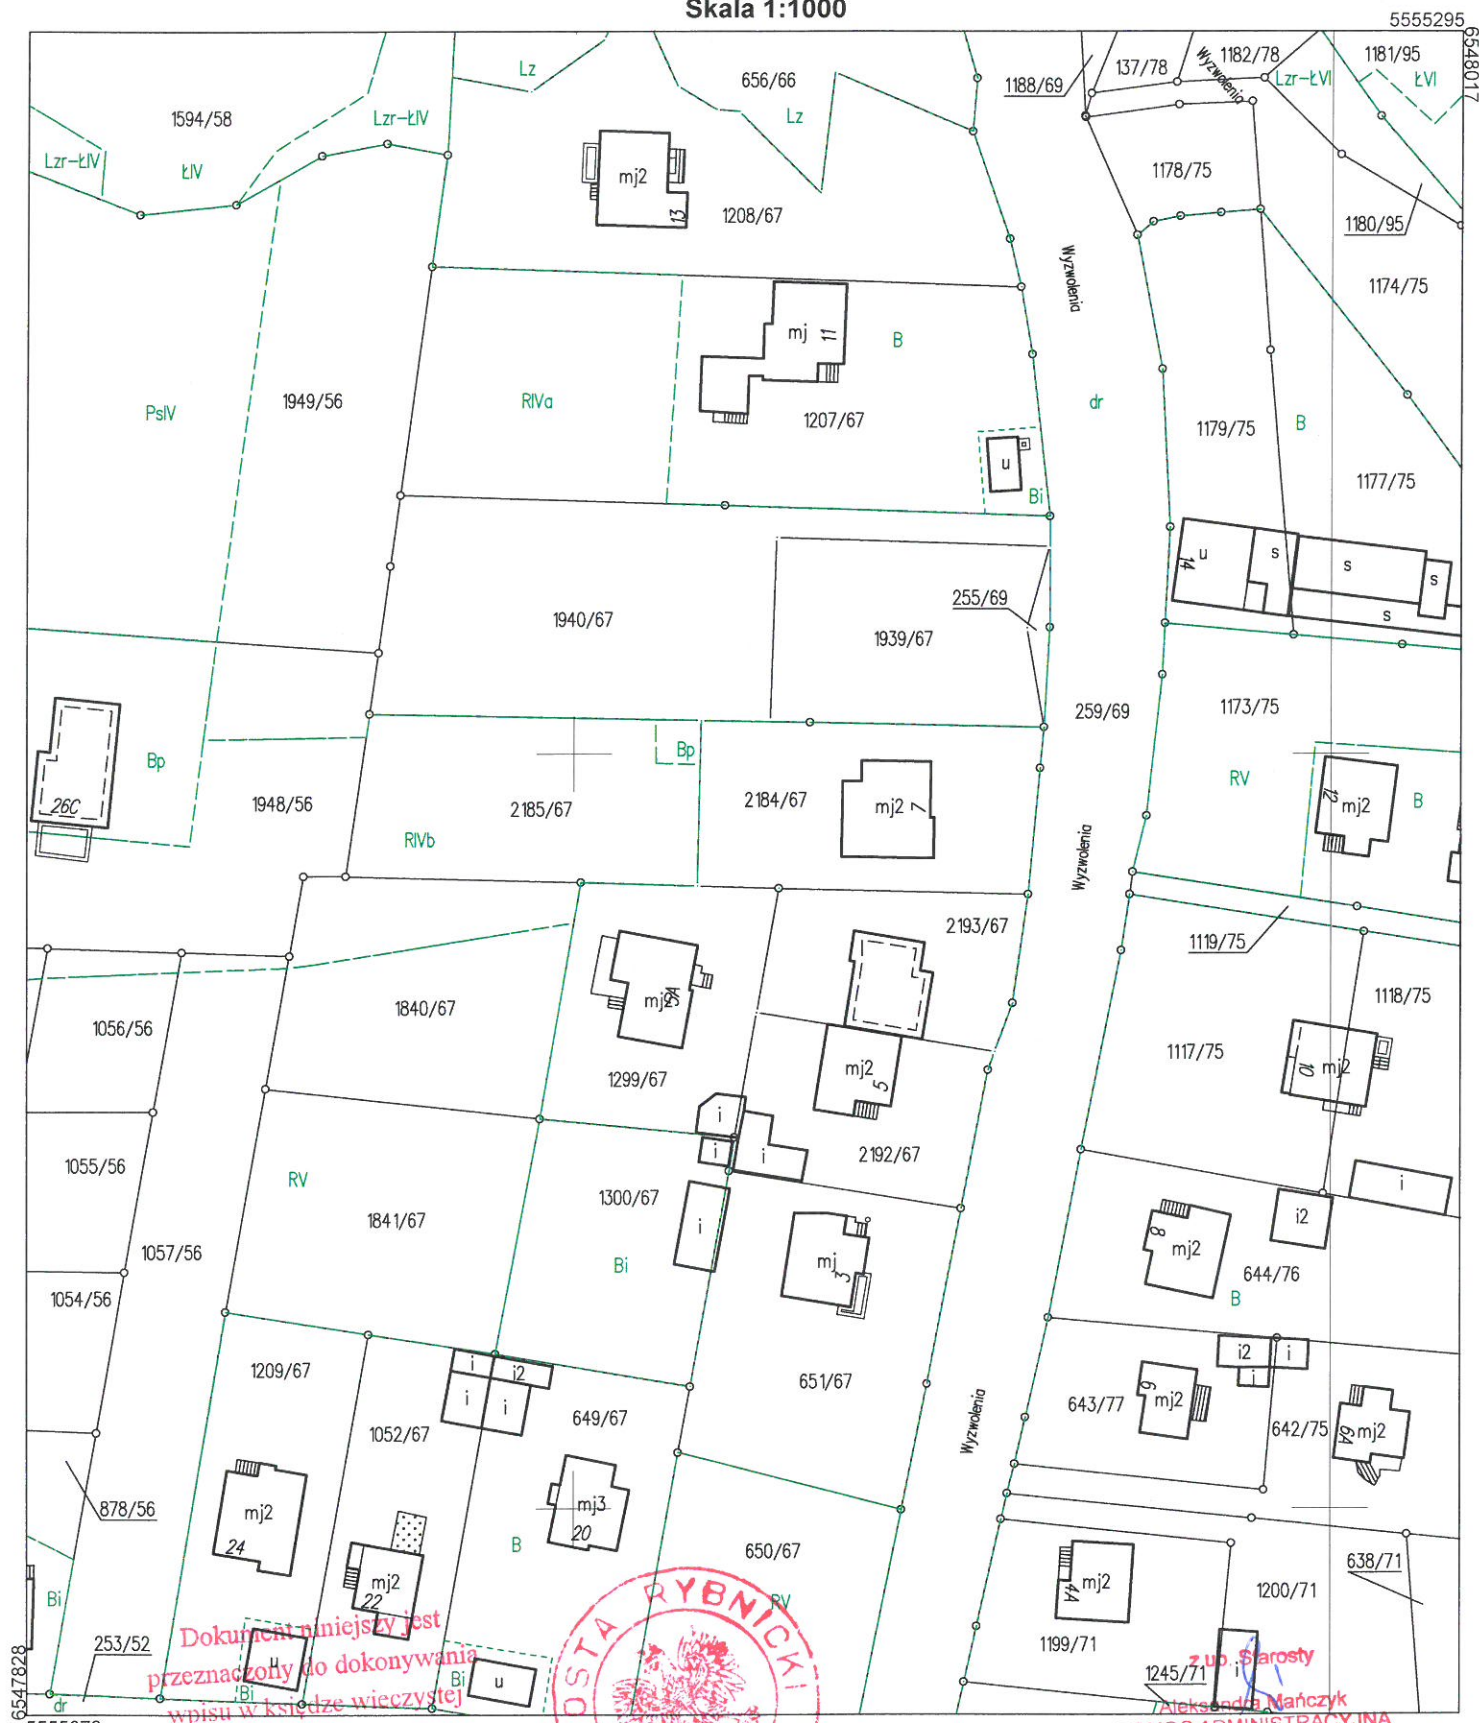 Skala 1:1000
5555295
6548017
1594/58
Lzr-ŁIV
Lzr-ŁIV
ŁIV
Lz
656/66
Lz
1188/69
137/78
1182/78
Wyzwolenia
Lzr-ŁVI
1181/95
ŁVI
mj2
13
1208/67
1178/75
1180/95
1174/75
Wyzwolenia
mj
11
B
PsIV
1949/56
RIVa
1207/67
dr
1179/75
B
u
Bi
1177/75
u
14
s
s
s
s
1940/67
255/69
1939/67
259/69
1173/75
Bp
26C
1948/56
2185/67
Bp
RIVb
2184/67
mj2
7
RV
12
mj2
B
Wyzwolenia
2193/67
1119/75
1118/75
1056/56
1840/67
mj2
5A
1299/67
mj2
5
1117/75
10
mj2
1055/56
i
i
i
2192/67
RV
1841/67
1300/67
i
i
i2
1057/56
Bi
mj
3
8
mj2
644/76
B
1054/56
1209/67
i
i2
i
i
651/67
i2
i
i
1052/67
649/67
643/77
6
mj2
642/75
6A
mj2
Wyzwolenia
878/56
mj2
24
mj3
20
B
650/67
RV
mj2
22
4A
mj2
638/71
1200/71
Bi
253/52
dr
u
Bi
Bi
u
1199/71
1245/71
i
Dokument niniejszy jest
przeznaczony do dokonywania
wpisu w księdze wieczystej
OSTA RYBNICKI
z up. Starosty
Aleksandra Mańczyk
6547828